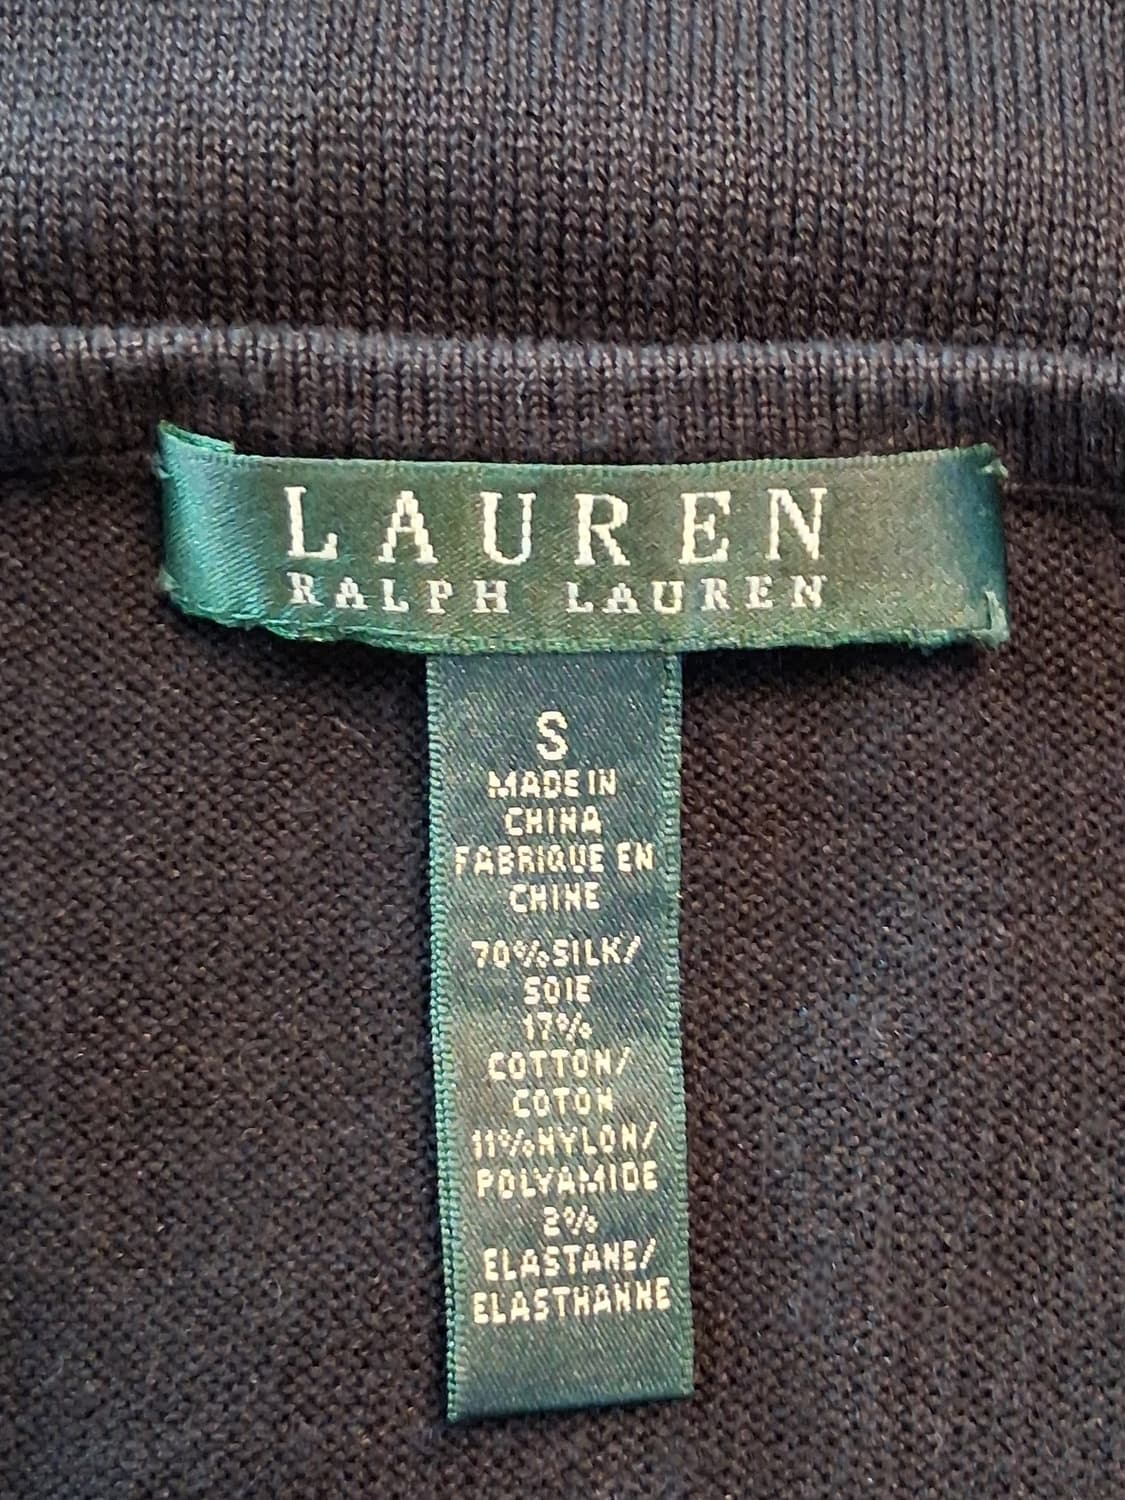 LAUREN
RALPH LAUREN
S
MADE IN
CHINA
FABRIQUE EN
CHINE
70% SILK/
SOIE
17%
COTTON/
COTON
11% NYLON/
POLYAMIDE
2%
ELASTANE/
ELASTHANNE